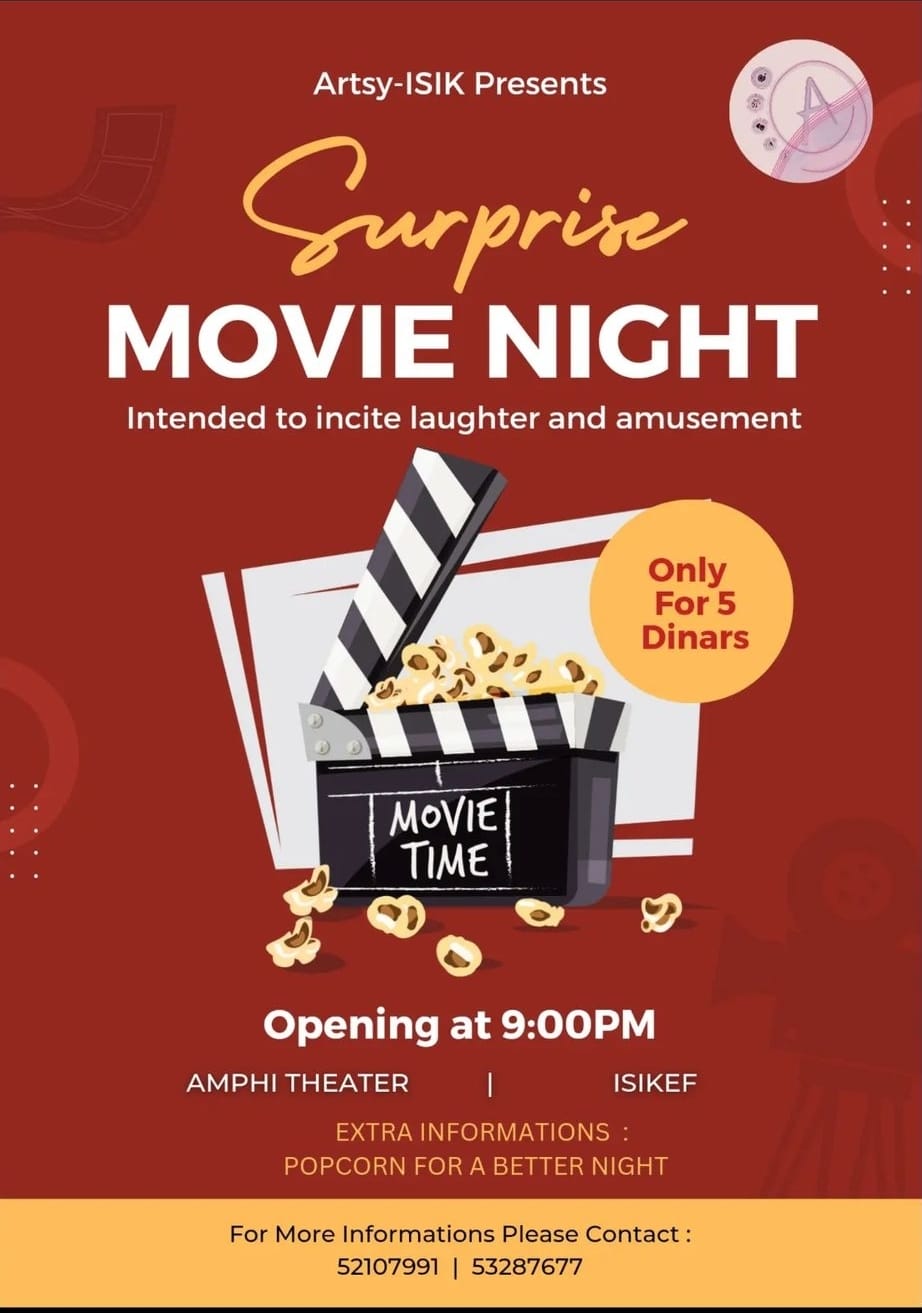 Artsy-ISIK Presents
A
Surprise
MOVIE NIGHT
Intended to incite laughter and amusement
Only
For 5
Dinars
MOVIE
TIME
Opening at 9:00PM
AMPHI THEATER | ISIKEF
EXTRA INFORMATIONS :
POPCORN FOR A BETTER NIGHT
For More Informations Please Contact :
52107991 | 53287677